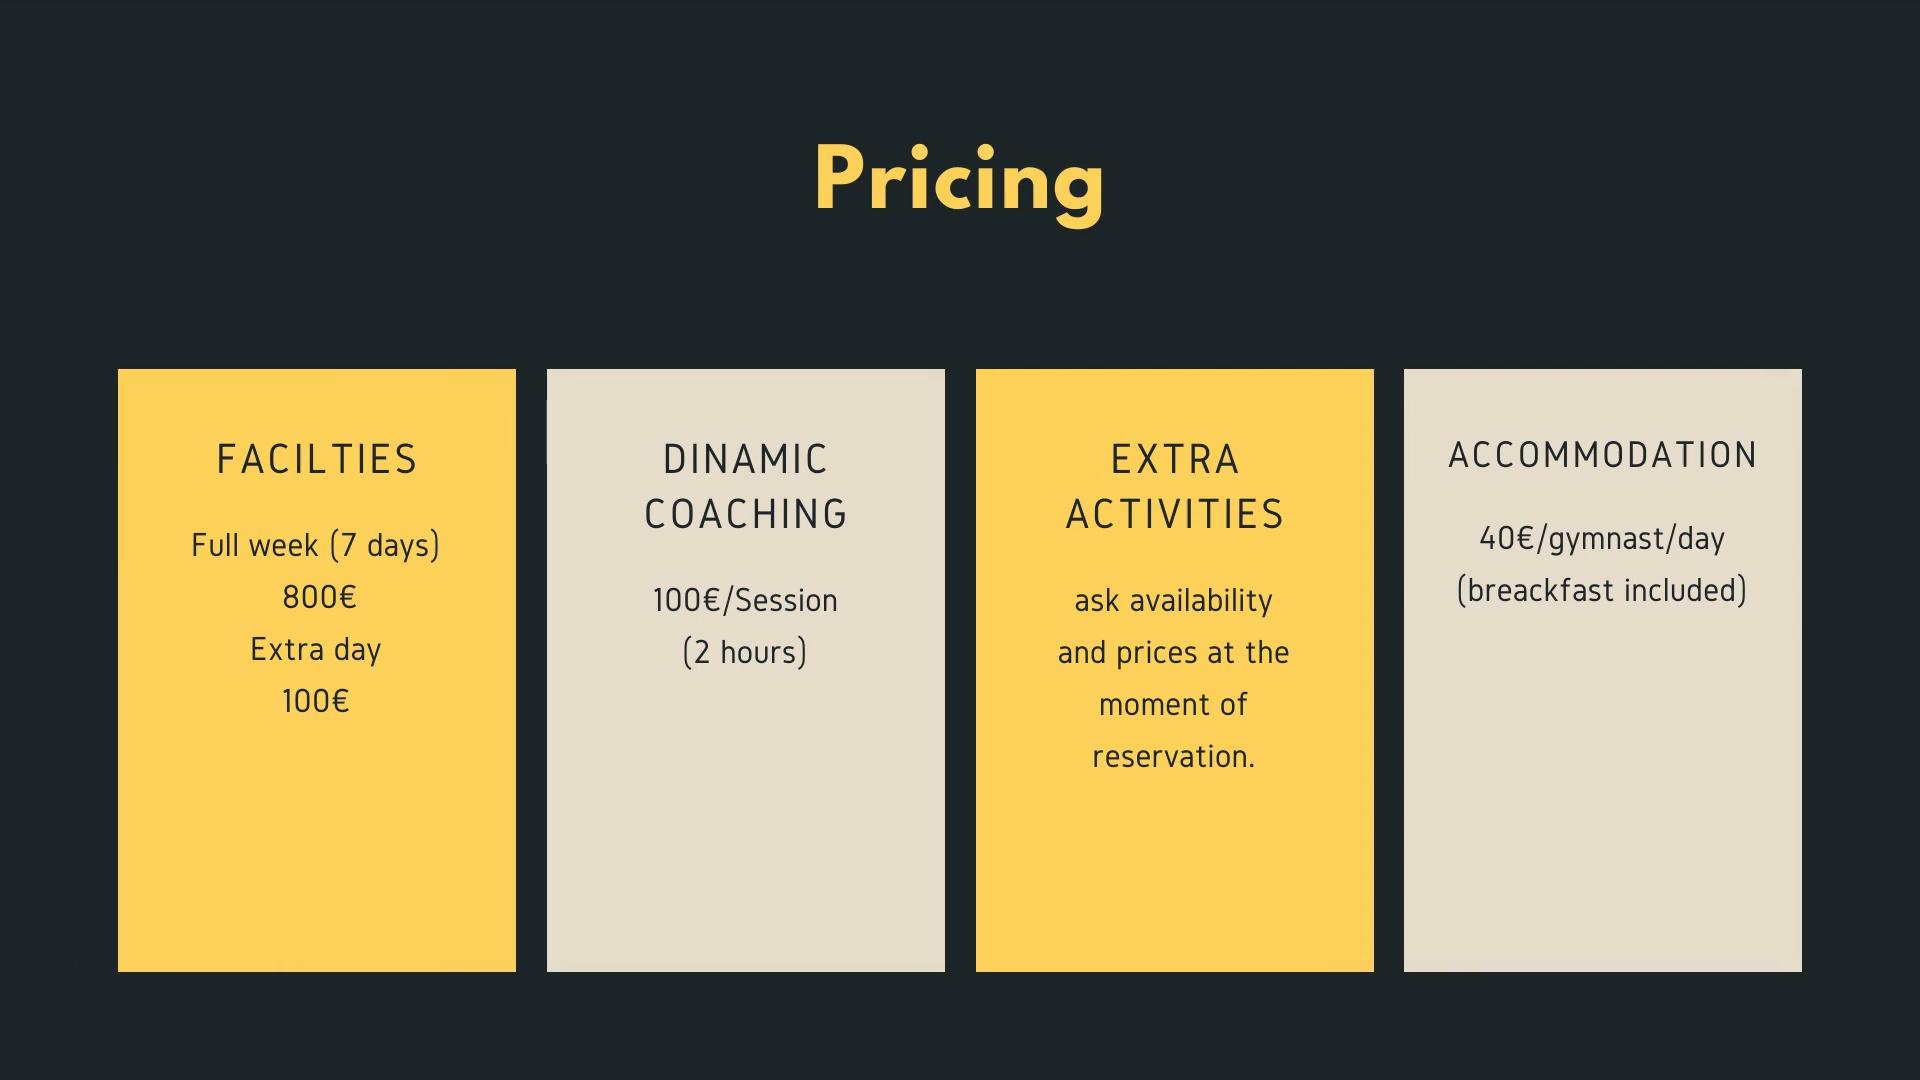 Pricing
FACILTIES
Full week (7 days)
800€
Extra day
100€
DINAMIC
COACHING
100€/Session
(2 hours)
EXTRA
ACTIVITIES
ask availability
and prices at the
moment of
reservation.
ACCOMMODATION
40€/gymnast/day
(breackfast included)